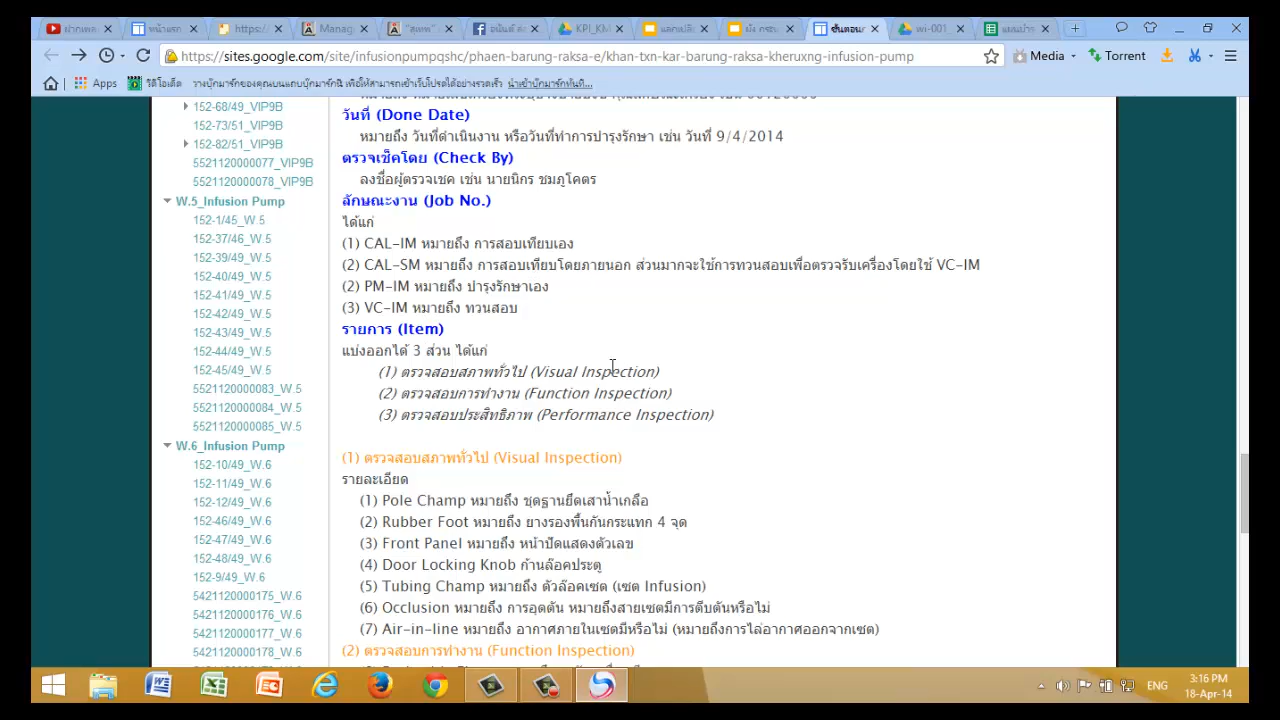 https://
Manag
KPI_KM
wi-001
https://sites.google.com/site/infusionpumpqshc/phaen-barung-raksa-e/khan-txn-kar-barung-raksa-kheruxng-infusion-pump
Media
Torrent
Apps
152-68/49_VIP9B
152-73/51_VIP9B
152-82/51_VIP9B
5521120000077_VIP9B
5521120000078_VIP9B
W.5_Infusion Pump
152-1/45_W.5
152-37/46_W.5
152-39/49_W.5
152-40/49_W.5
152-41/49_W.5
152-42/49_W.5
152-43/49_W.5
152-44/49_W.5
152-45/49_W.5
5521120000083_W.5
5521120000084_W.5
5521120000085_W.5
W.6_Infusion Pump
152-10/49_W.6
152-11/49_W.6
152-12/49_W.6
152-46/49_W.6
152-47/49_W.6
152-48/49_W.6
152-9/49_W.6
5421120000175_W.6
5421120000176_W.6
5421120000177_W.6
5421120000178_W.6
วันที่ (Done Date)
หมายถึง วันที่ดำเนินงาน หรือวันที่ทำการบำรุงรักษา เช่น วันที่ 9/4/2014
ตรวจเช็คโดย (Check By)
ลงชื่อผู้ตรวจเชค เช่น นายนิกร ชมภูโคตร
ลักษณะงาน (Job No.)
ได้แก่
(1) CAL-IM หมายถึง การสอบเทียบเอง
(2) CAL-SM หมายถึง การสอบเทียบโดยภายนอก ส่วนมากจะใช้การทวนสอบเพื่อตรวจรับเครื่องโดยใช้ VC-IM
(2) PM-IM หมายถึง บำรุงรักษาเอง
(3) VC-IM หมายถึง ทวนสอบ
รายการ (Item)
แบ่งออกได้ 3 ส่วน ได้แก่
(1) ตรวจสอบสภาพทั่วไป (Visual Inspection)
(2) ตรวจสอบการทำงาน (Function Inspection)
(3) ตรวจสอบประสิทธิภาพ (Performance Inspection)
(1) ตรวจสอบสภาพทั่วไป (Visual Inspection)
รายละเอียด
(1) Pole Champ หมายถึง ชุดฐานยึดเสาน้ำเกลือ
(2) Rubber Foot หมายถึง ยางรองพื้นกันกระแทก 4 จุด
(3) Front Panel หมายถึง หน้าปัดแสดงตัวเลข
(4) Door Locking Knob ก้านล๊อคประตู
(5) Tubing Champ หมายถึง ตัวล๊อคเซต (เซต Infusion)
(6) Occlusion หมายถึง การอุดตัน หมายถึงสายเซตมีการตีบตันหรือไม่
(7) Air-in-line หมายถึง อากาศภายในเซตมีหรือไม่ (หมายถึงการไล่อากาศออกจากเซต)
(2) ตรวจสอบการทำงาน (Function Inspection)
ENG
3:16 PM
18-Apr-14